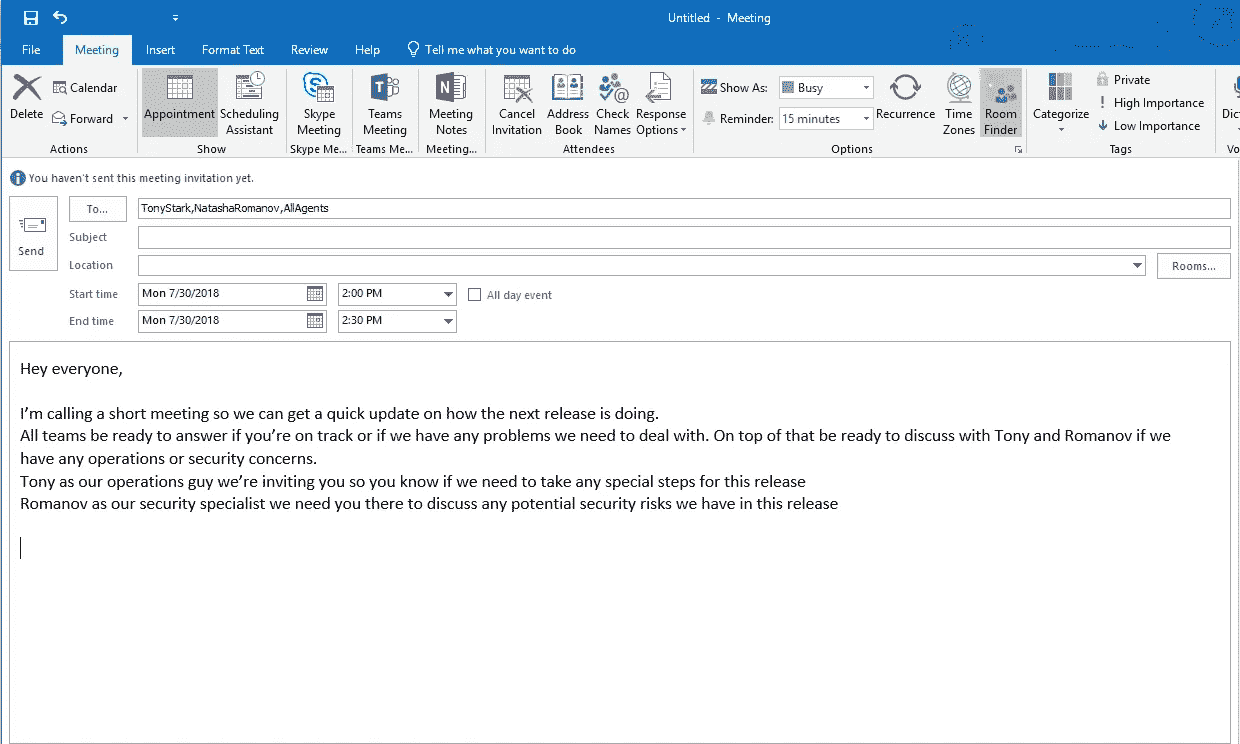 Untitled - Meeting
File Meeting Insert Format Text Review Help Tell me what you want to do
Delete
Calendar
Forward
Actions
Appointment
Scheduling
Assistant
Show
Skype
Meeting
Skype Me...
Teams
Meeting
Teams Me...
Meeting
Notes
Meeting...
Cancel
Invitation
Address
Book
Check
Names
Response
Options
Attendees
Show As: Busy
Reminder: 15 minutes
Recurrence
Time
Zones
Room
Finder
Options
Categorize
Private
High Importance
Low Importance
Tags
Dict
Vo
You haven't sent this meeting invitation yet.
Send
To... TonyStark,NatashaRomanov,AllAgents
Subject
Location Rooms...
Start time Mon 7/30/2018 2:00 PM All day event
End time Mon 7/30/2018 2:30 PM
Hey everyone,
I'm calling a short meeting so we can get a quick update on how the next release is doing.
All teams be ready to answer if you're on track or if we have any problems we need to deal with. On top of that be ready to discuss with Tony and Romanov if we
have any operations or security concerns.
Tony as our operations guy we're inviting you so you know if we need to take any special steps for this release
Romanov as our security specialist we need you there to discuss any potential security risks we have in this release